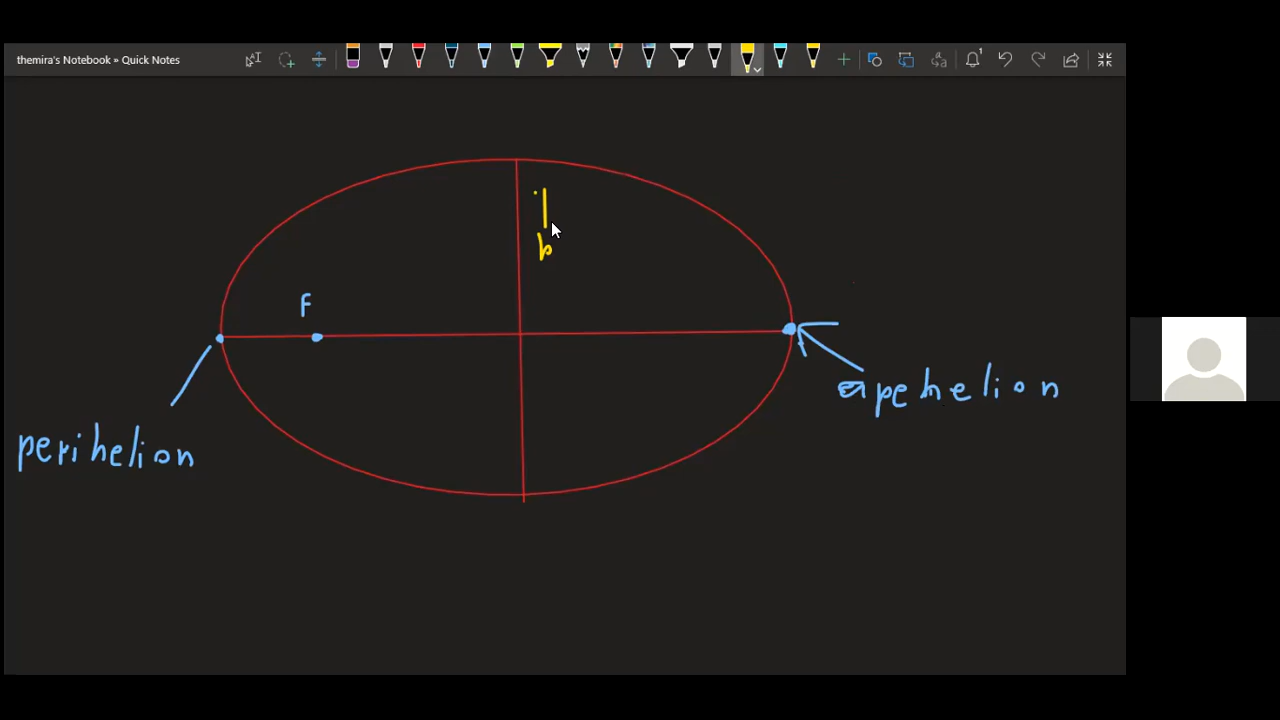 themira's Notebook » Quick Notes
b
F
perihelion
apehelion